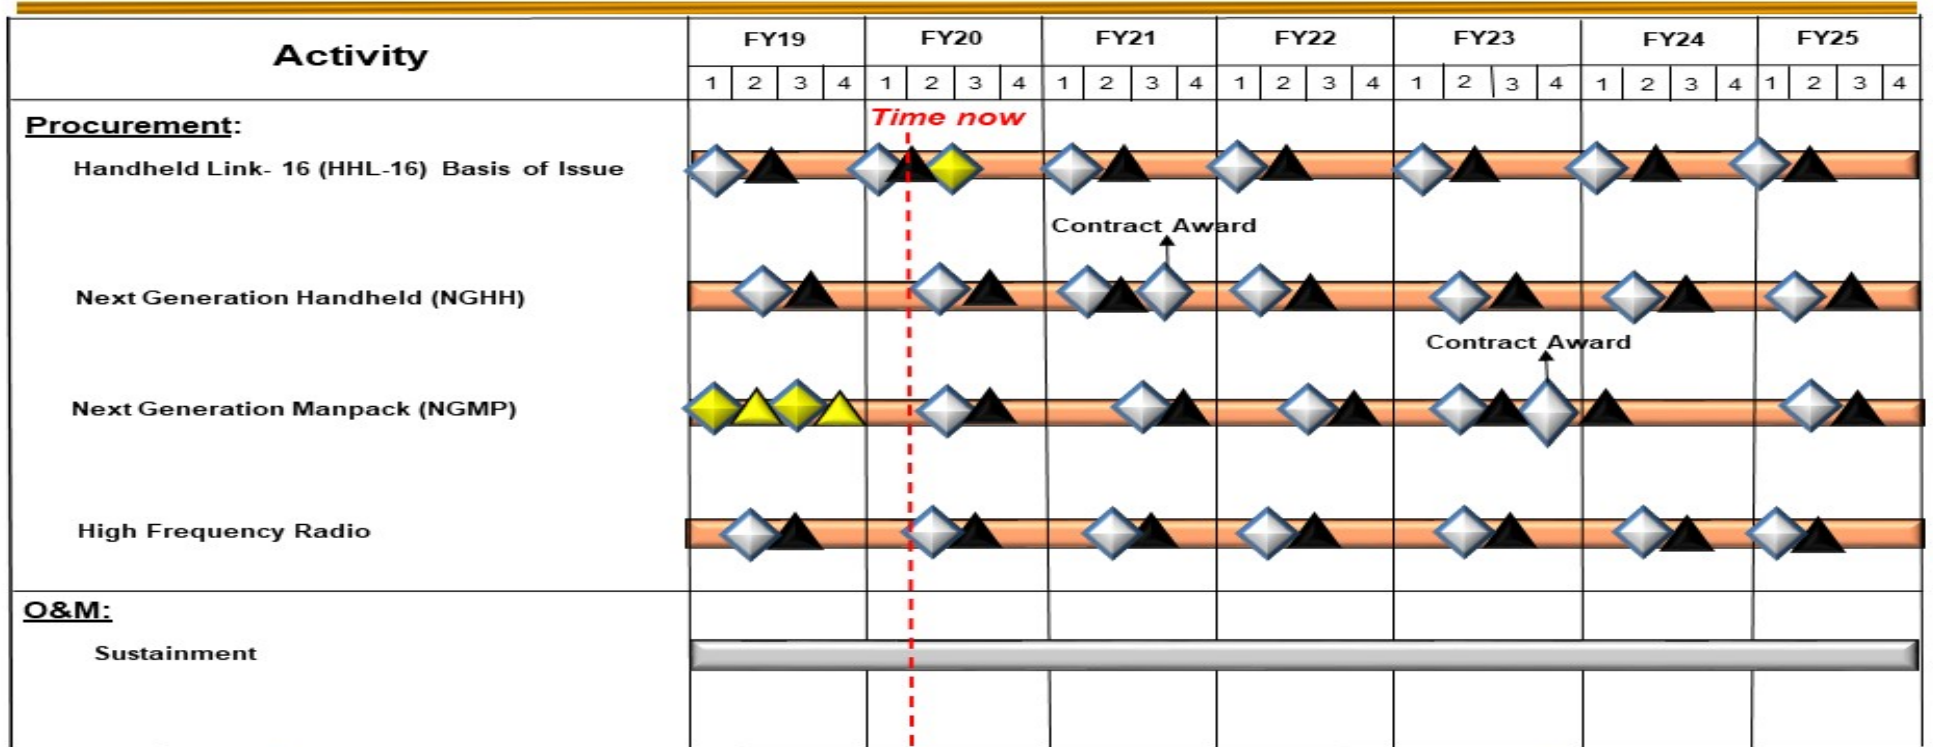 Activity
FY19 FY20 FY21 FY22 FY23 FY24 FY25
1 2 3 4 1 2 3 4 1 2 3 4 1 2 3 4 1 2 3 4 1 2 3 4 1 2 3 4
Procurement:
Time now
Handheld Link- 16 (HHL-16) Basis of Issue
Contract Award
Next Generation Handheld (NGHH)
Contract Award
Next Generation Manpack (NGMP)
High Frequency Radio
O&M:
Sustainment